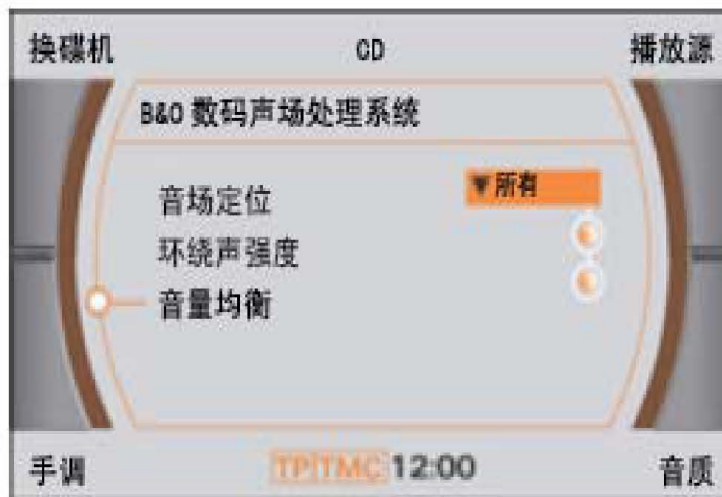 换碟机 CD 播放源
B&O 数码声场处理系统
音场定位 ▼所有
环绕声强度
音量均衡
手调 TP TMC 12:00 音质